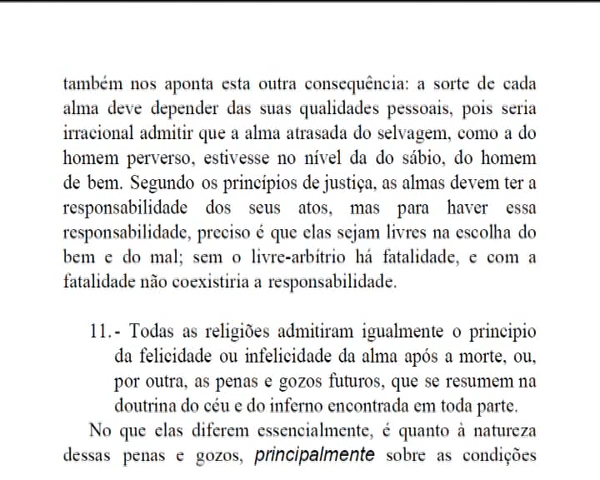 também nos aponta esta outra consequência: a sorte de cada
alma deve depender das suas qualidades pessoais, pois seria
irracional admitir que a alma atrasada do selvagem, como a do
homem perverso, estivesse no nível da do sábio, do homem
de bem. Segundo os princípios de justiça, as almas devem ter a
responsabilidade dos seus atos, mas para haver essa
responsabilidade, preciso é que elas sejam livres na escolha do
bem e do mal; sem o livre-arbítrio há fatalidade, e com a
fatalidade não coexistiria a responsabilidade.
11.- Todas as religiões admitiram igualmente o principio
da felicidade ou infelicidade da alma após a morte, ou,
por outra, as penas e gozos futuros, que se resumem na
doutrina do céu e do inferno encontrada em toda parte.
No que elas diferem essencialmente, é quanto à natureza
dessas penas e gozos, principalmente sobre as condições